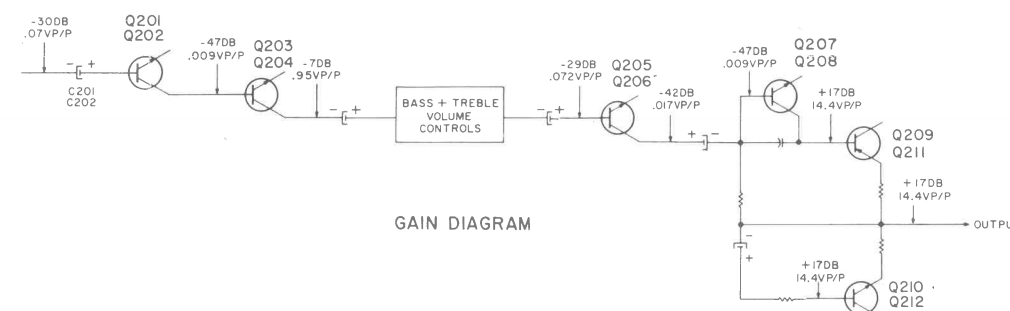 -30DB
.07VP/P
- +
C201
C202
Q201
Q202
-47DB
.009VP/P
Q203
Q204
-7DB
.95VP/P
- +
BASS + TREBLE
VOLUME
CONTROLS
- +
-29DB
.072VP/P
Q205
Q206
-42DB
.017VP/P
+ -
-47DB
.009VP/P
Q207
Q208
+17DB
14.4VP/P
Q209
Q211
+17DB
14.4VP/P
OUTPU
GAIN DIAGRAM
-
+
+17DB
14.4VP/P
Q210
Q212